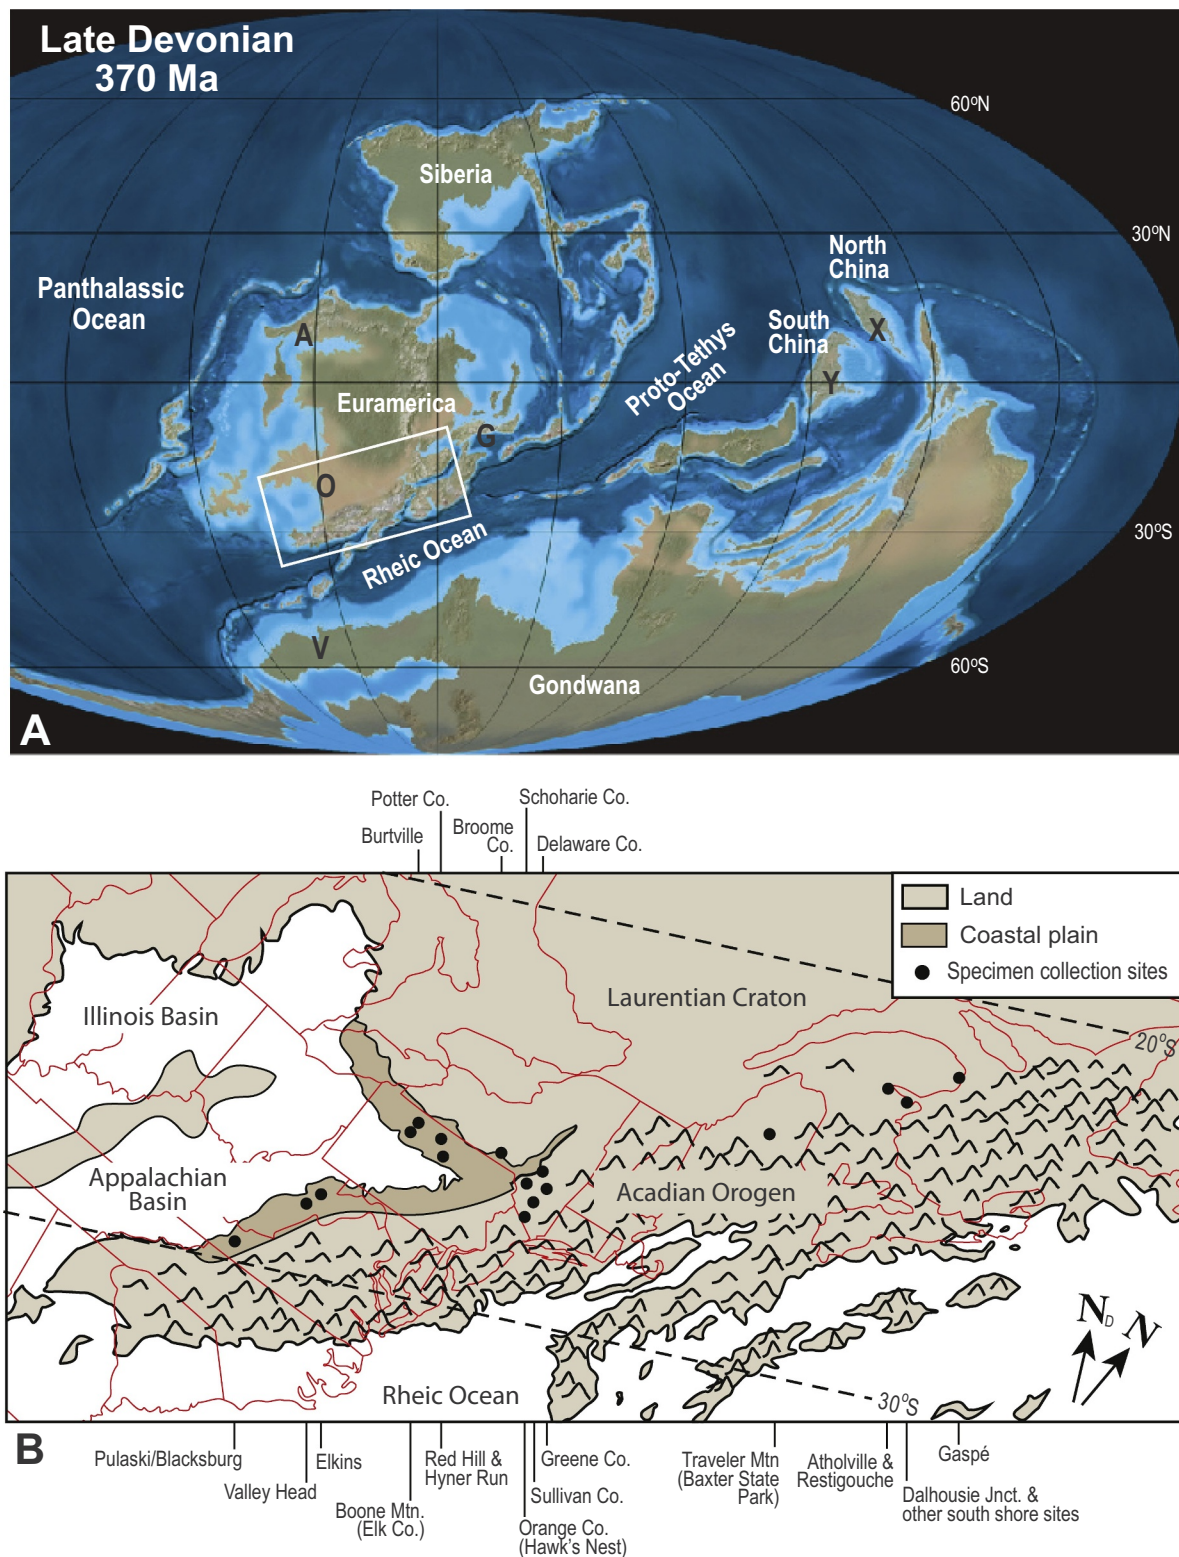 Late Devonian
370 Ma
60ºN
Siberia
30ºN
North
China
Panthalassic
Ocean
A
South
China
X
Proto-Tethys
Ocean
Y
Euramerica
G
O
30ºS
Rheic Ocean
V
60ºS
Gondwana
A
Potter Co.
Schoharie Co.
Burtville
Broome
Co.
Delaware Co.
Land
Coastal plain
Specimen collection sites
Laurentian Craton
Illinois Basin
20ºS
Appalachian
Basin
Acadian Orogen
ND
N
Rheic Ocean
30ºS
B
Pulaski/Blacksburg
Elkins
Red Hill &
Hyner Run
Greene Co.
Traveler Mtn
(Baxter State
Park)
Atholville &
Restigouche
Gaspé
Valley Head
Sullivan Co.
Dalhousie Jnct. &
other south shore sites
Boone Mtn.
(Elk Co.)
Orange Co.
(Hawk's Nest)